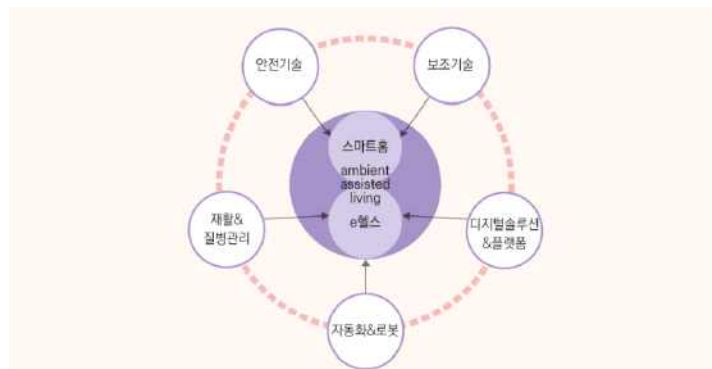 안전기술
보조기술
스마트홈
ambient
assisted
living
e헬스
재활&
질병관리
디지털솔루션
&플랫폼
자동화&로봇